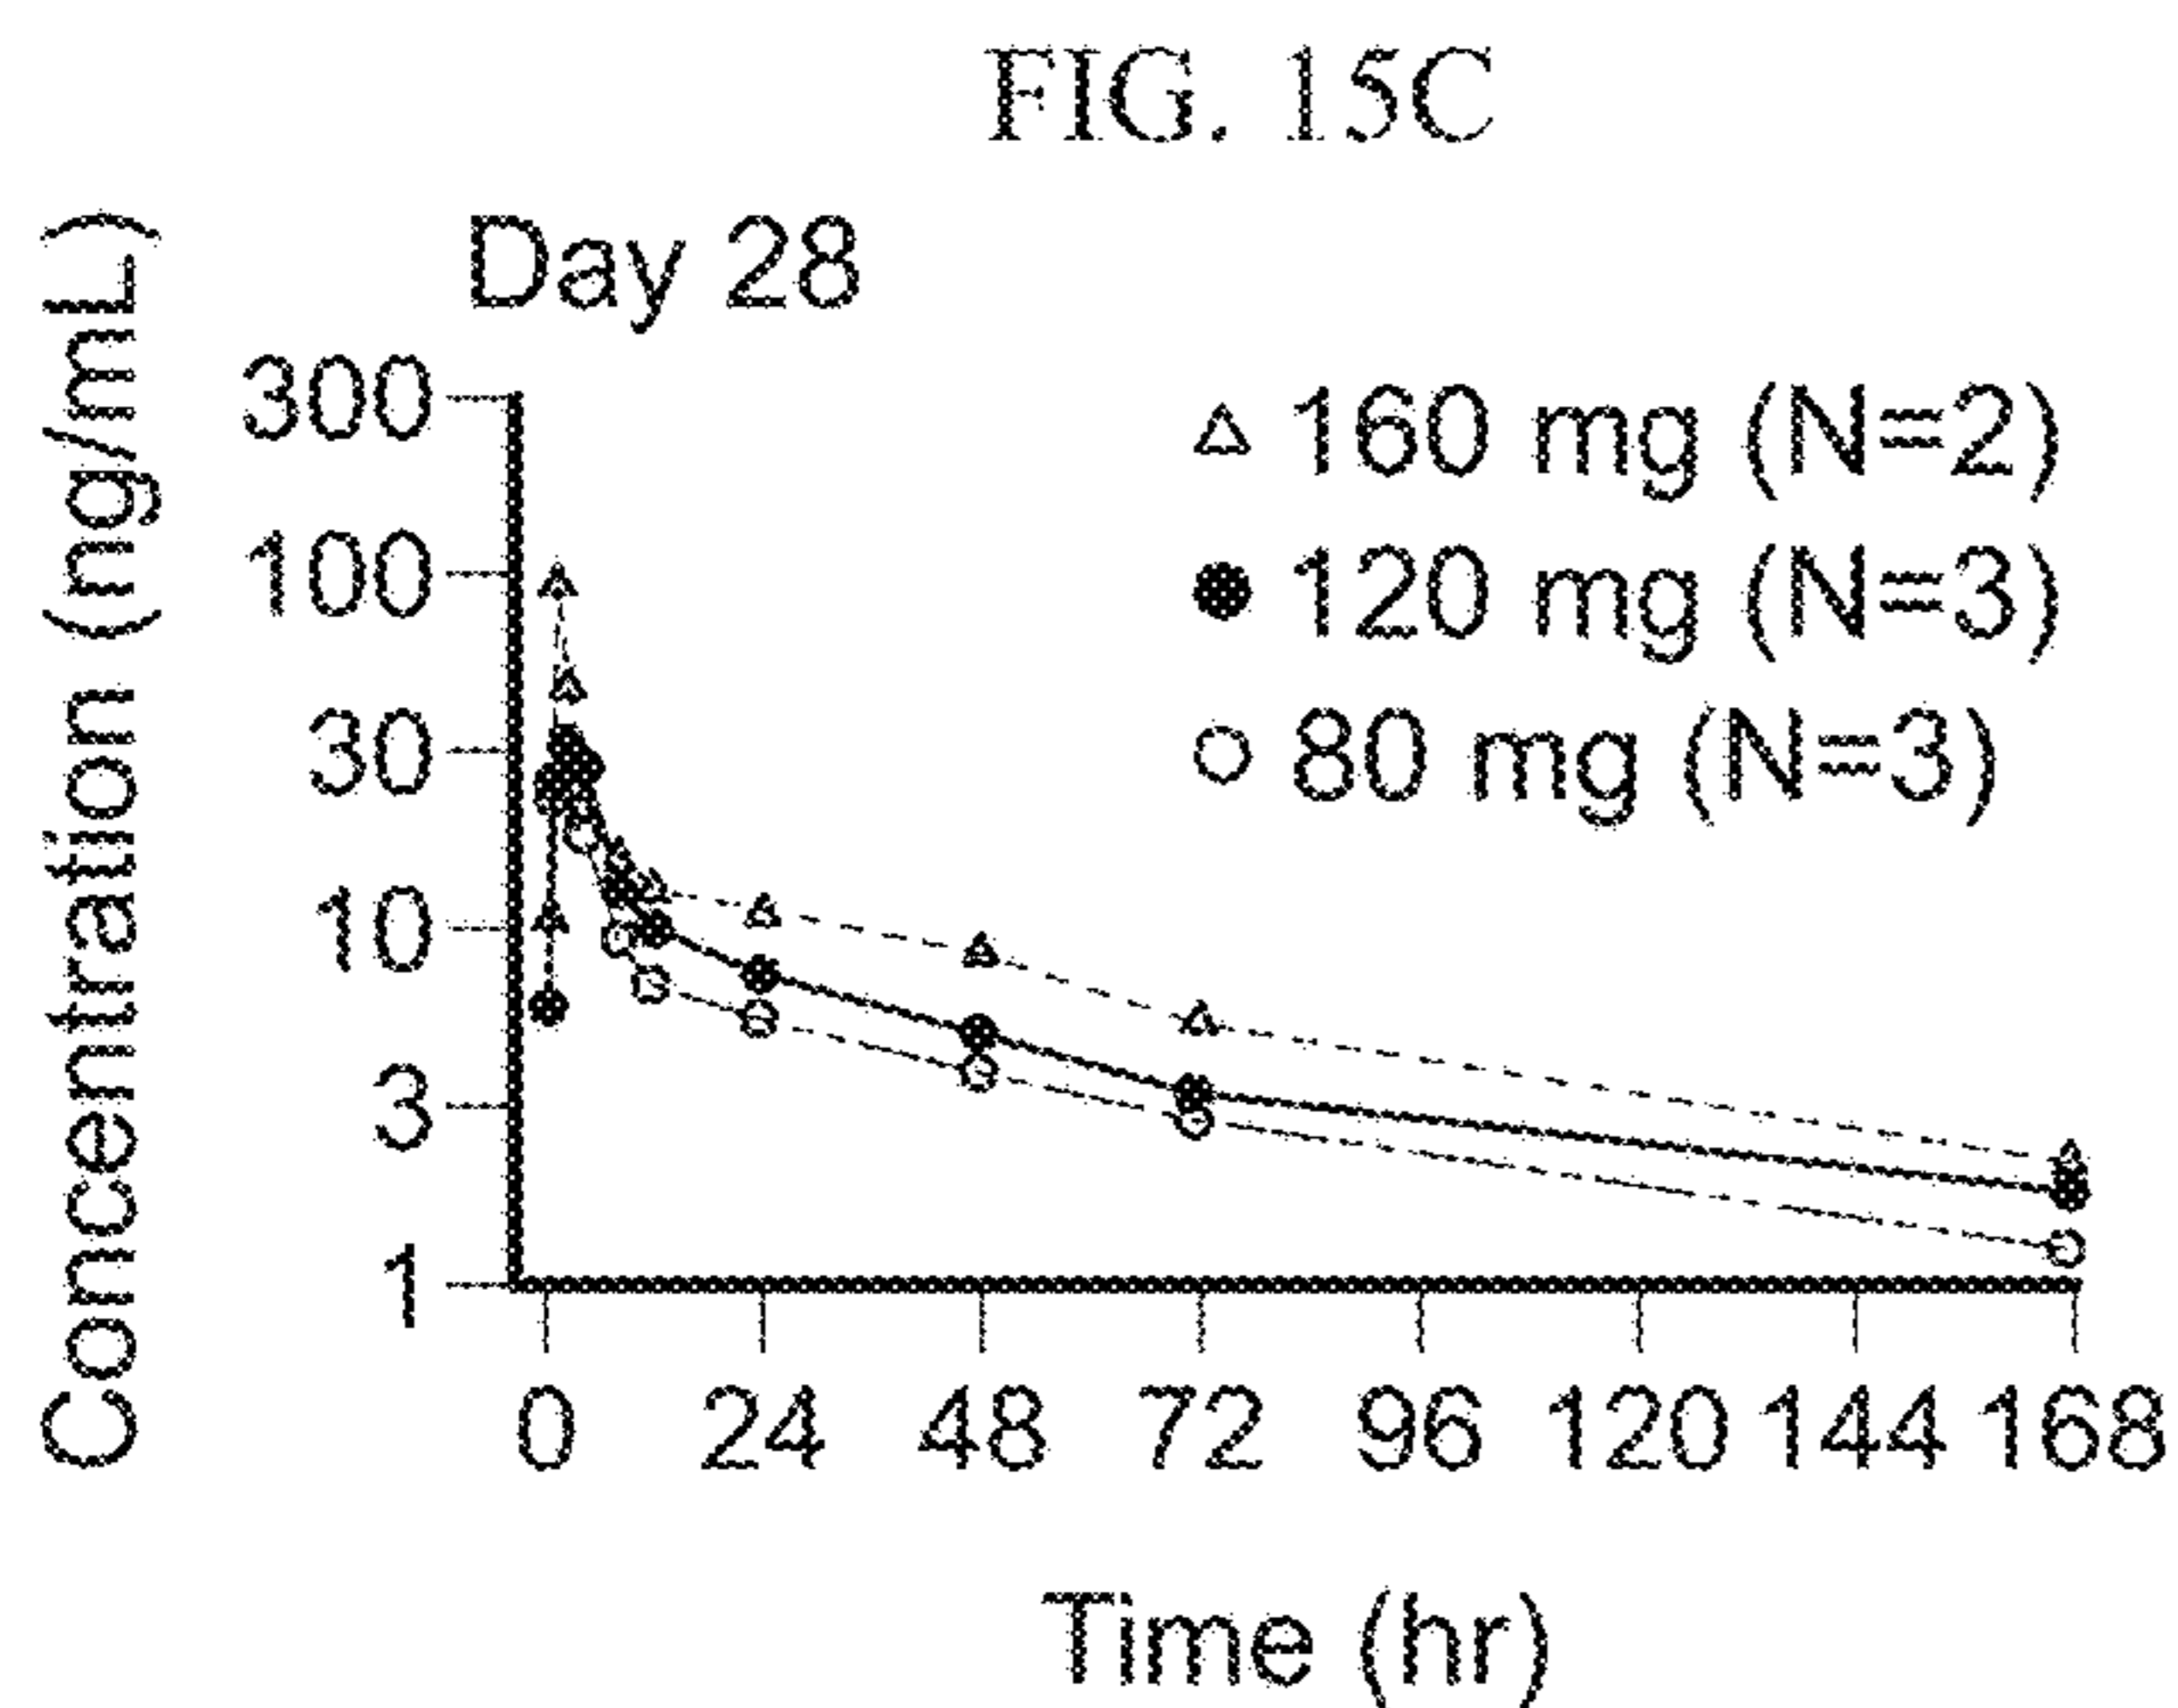 FIG. 15C
Day 28
Concentration (ng/mL)
300
100
30
10
3
1
160 mg (N=2)
120 mg (N=3)
80 mg (N=3)
0 24 48 72 96 120 144 168
Time (hr)